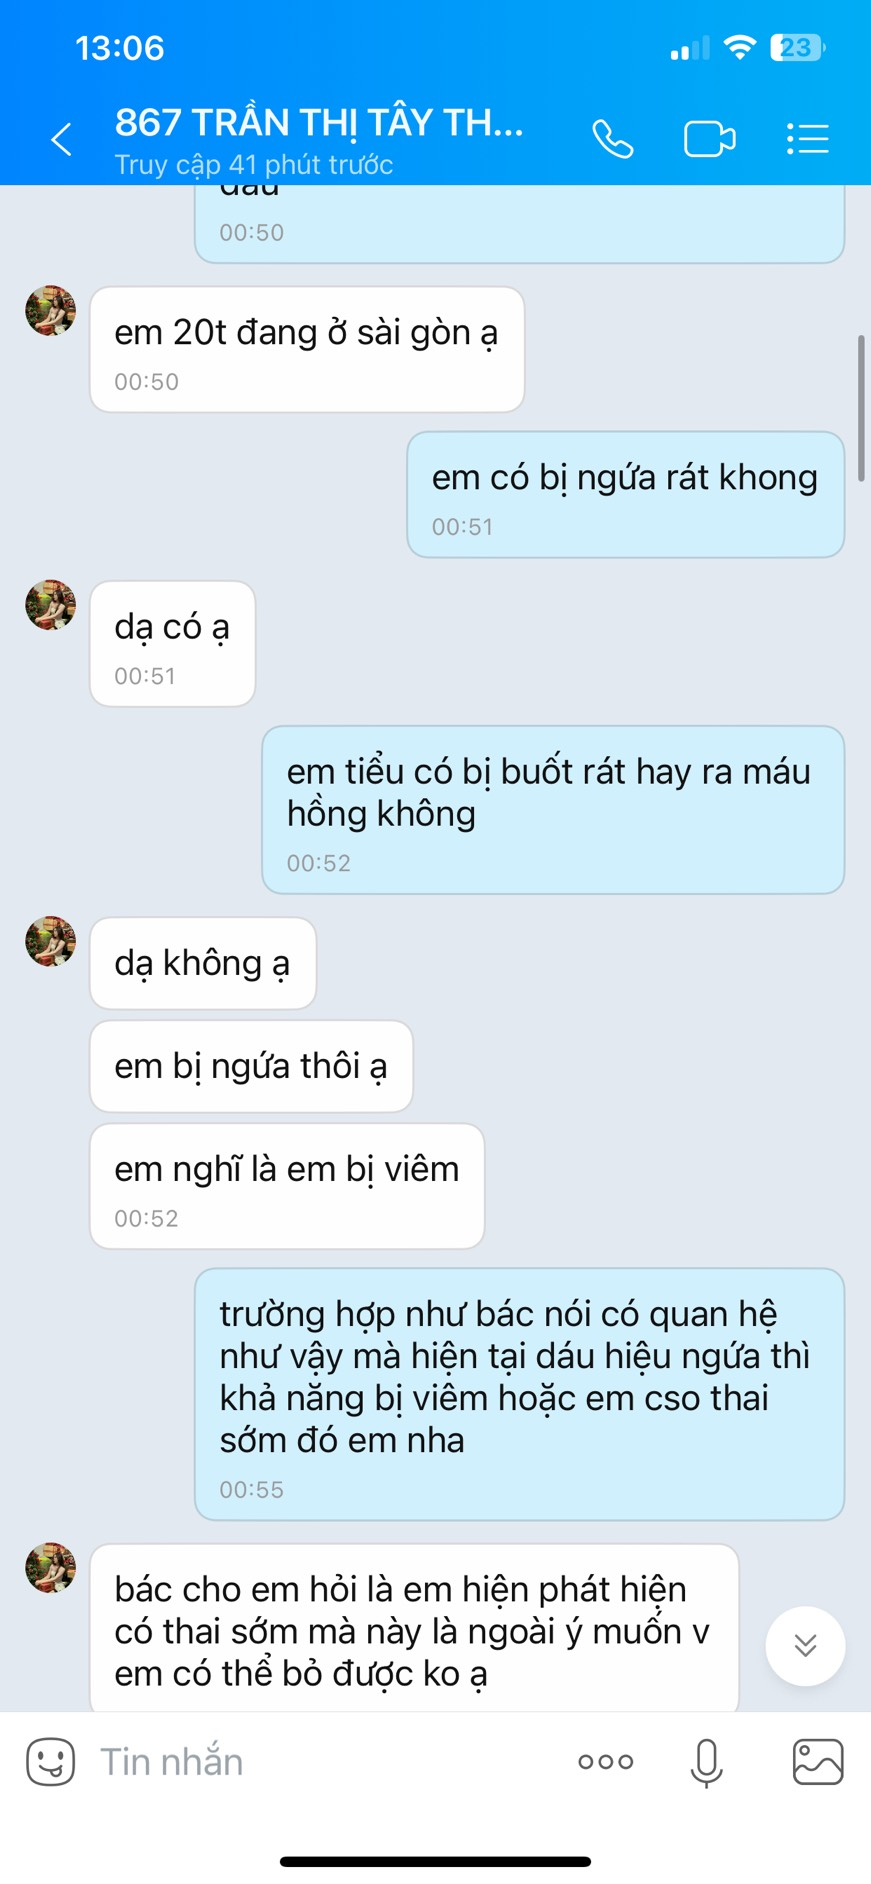 13:06
23
867 TRẦN THỊ TÂY TH...
Truy cập 41 phút trước
00:50
em 20t đang ở sài gòn ạ
00:50
em có bị ngứa rát khong
00:51
dạ có ạ
00:51
em tiểu có bị buốt rát hay ra máu
hồng không
00:52
dạ không ạ
em bị ngứa thôi ạ
em nghĩ là em bị viêm
00:52
trường hợp như bác nói có quan hệ
như vậy mà hiện tại dáu hiệu ngứa thì
khả năng bị viêm hoặc em cso thai
sớm đó em nha
00:55
bác cho em hỏi là em hiện phát hiện
có thai sớm mà này là ngoài ý muốn v
em có thể bỏ được ko ạ
Tin nhắn